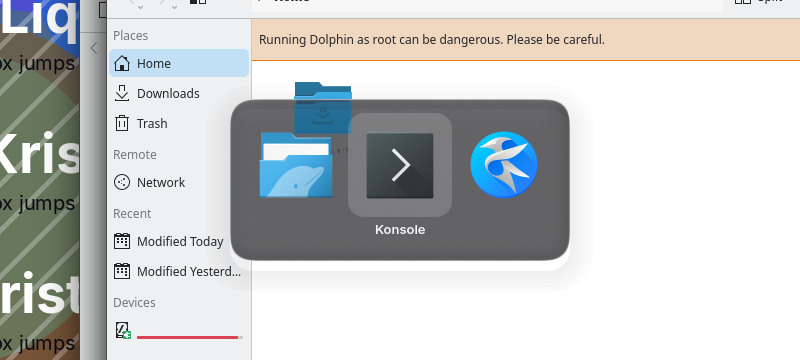 Liq
ox jumps
Kris
ox jumps
rist
ox jumps
Places
Home
Downloads
Trash
Remote
Network
Recent
Modified Today
Modified Yesterd...
Devices
Running Dolphin as root can be dangerous. Please be careful.
Konsole